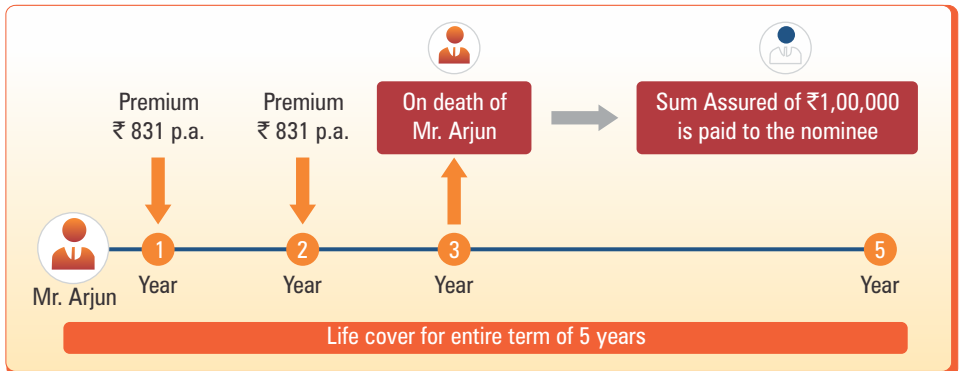 Premium
₹ 831 p.a.
Premium
₹ 831 p.a.
On death of
Mr. Arjun
Sum Assured of ₹1,00,000
is paid to the nominee
Mr. Arjun
1
Year
2
Year
3
Year
5
Year
Life cover for entire term of 5 years